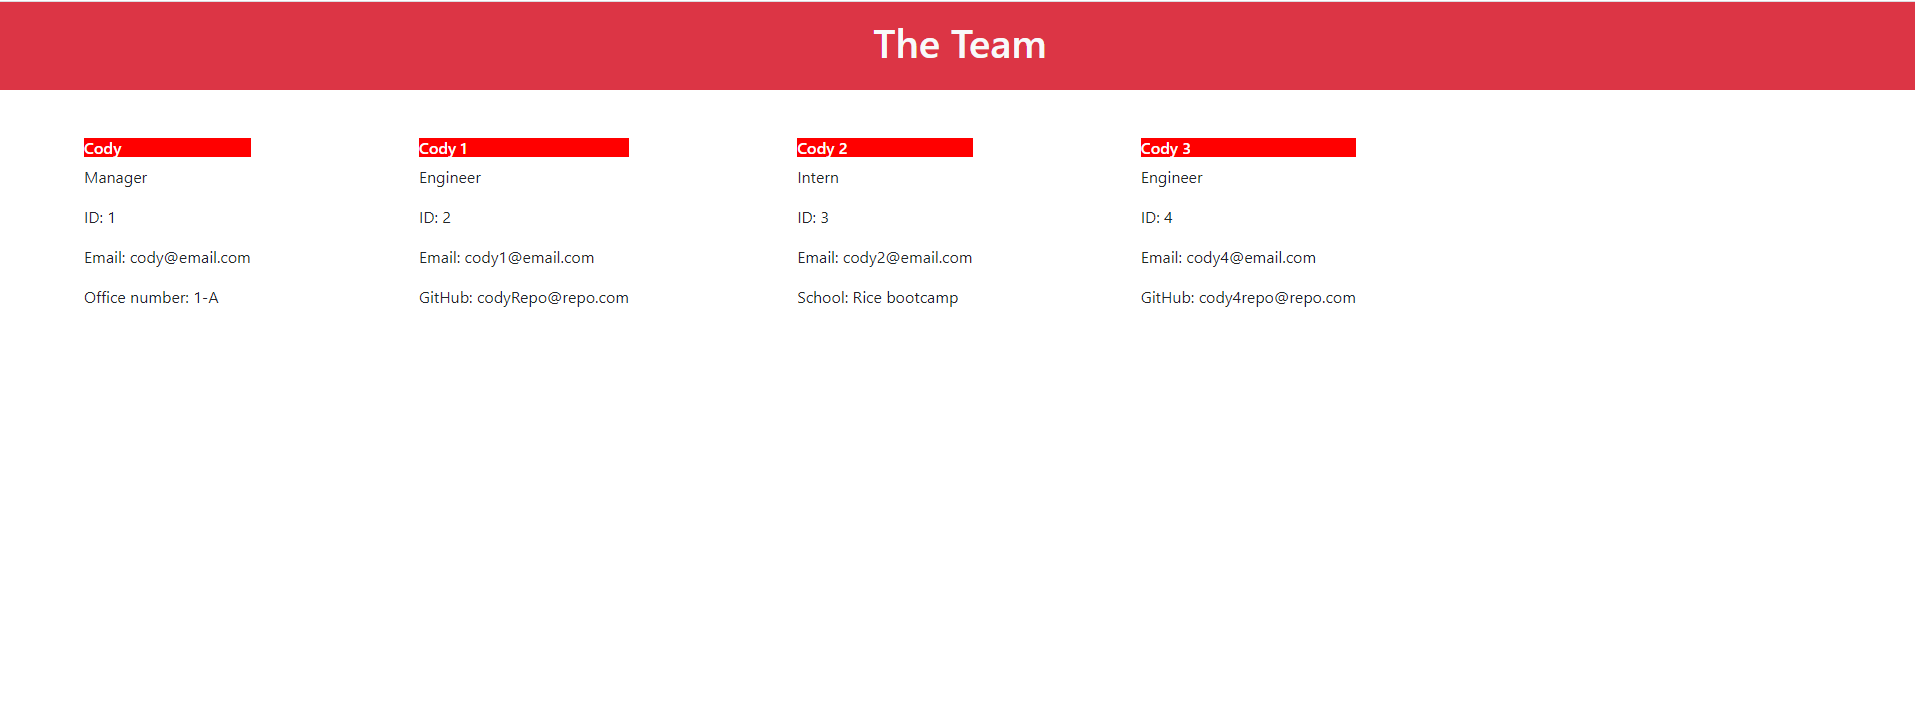 The Team
Cody
Manager
ID: 1
Email: cody@email.com
Office number: 1-A
Cody 1
Engineer
ID: 2
Email: cody1@email.com
GitHub: codyRepo@repo.com
Cody 2
Intern
ID: 3
Email: cody2@email.com
School: Rice bootcamp
Cody 3
Engineer
ID: 4
Email: cody4@email.com
GitHub: cody4repo@repo.com